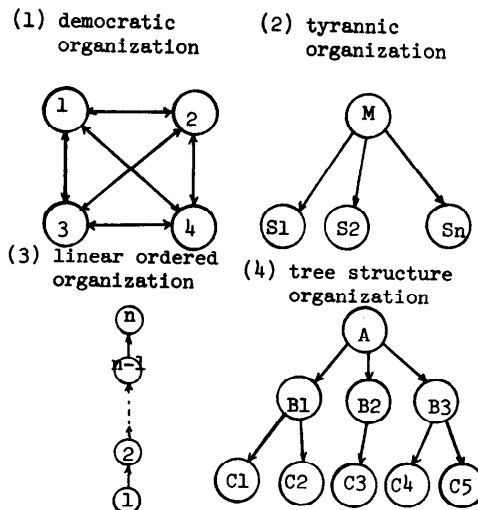 (1) democratic
organization
1
2
3
4
(2) tyrannic
organization
M
S1 S2 Sn
(3) linear ordered
organization
n
n-1
2
1
(4) tree structure
organization
A
B1 B2 B3
C1 C2 C3 C4 C5